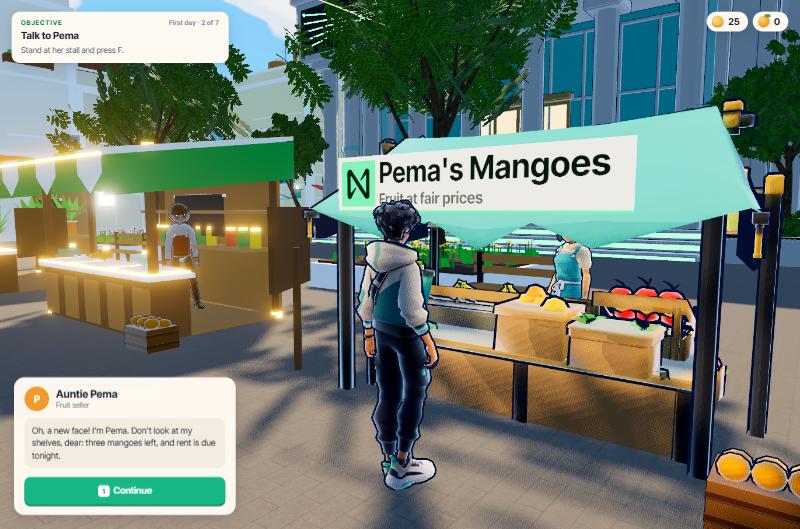 OBJECTIVE
First day · 2 of 7
Talk to Pema
Stand at her stall and press F.
25
0
Pema's Mangoes
Fruit at fair prices
P
Auntie Pema
Fruit seller
Oh, a new face! I'm Pema. Don't look at my
shelves, dear: three mangoes left, and rent is due
tonight.
1 Continue